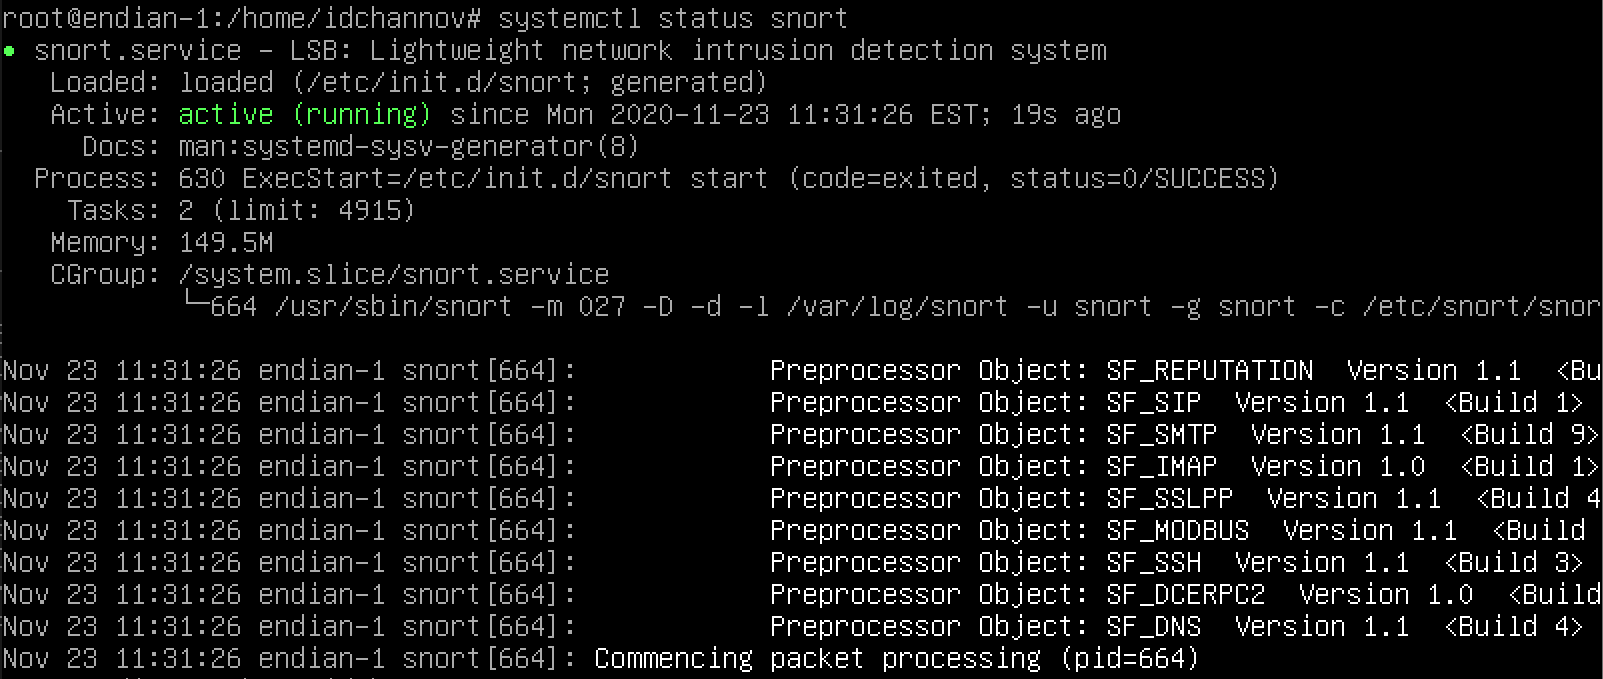 root@endian-1:/home/idchannov# systemctl status snort
● snort.service - LSB: Lightweight network intrusion detection system
Loaded: loaded (/etc/init.d/snort; generated)
Active: active (running) since Mon 2020-11-23 11:31:26 EST; 19s ago
Docs: man:systemd-sysv-generator(8)
Process: 630 ExecStart=/etc/init.d/snort start (code=exited, status=0/SUCCESS)
Tasks: 2 (limit: 4915)
Memory: 149.5M
CGroup: /system.slice/snort.service
└─664 /usr/sbin/snort -m 027 -D -d -l /var/log/snort -u snort -g snort -c /etc/snort/snor
Nov 23 11:31:26 endian-1 snort[664]: Preprocessor Object: SF_REPUTATION Version 1.1 <Bu
Nov 23 11:31:26 endian-1 snort[664]: Preprocessor Object: SF_SIP Version 1.1 <Build 1>
Nov 23 11:31:26 endian-1 snort[664]: Preprocessor Object: SF_SMTP Version 1.1 <Build 9>
Nov 23 11:31:26 endian-1 snort[664]: Preprocessor Object: SF_IMAP Version 1.0 <Build 1>
Nov 23 11:31:26 endian-1 snort[664]: Preprocessor Object: SF_SSLPP Version 1.1 <Build 4
Nov 23 11:31:26 endian-1 snort[664]: Preprocessor Object: SF_MODBUS Version 1.1 <Build
Nov 23 11:31:26 endian-1 snort[664]: Preprocessor Object: SF_SSH Version 1.1 <Build 3>
Nov 23 11:31:26 endian-1 snort[664]: Preprocessor Object: SF_DCERPC2 Version 1.0 <Build
Nov 23 11:31:26 endian-1 snort[664]: Preprocessor Object: SF_DNS Version 1.1 <Build 4>
Nov 23 11:31:26 endian-1 snort[664]: Commencing packet processing (pid=664)